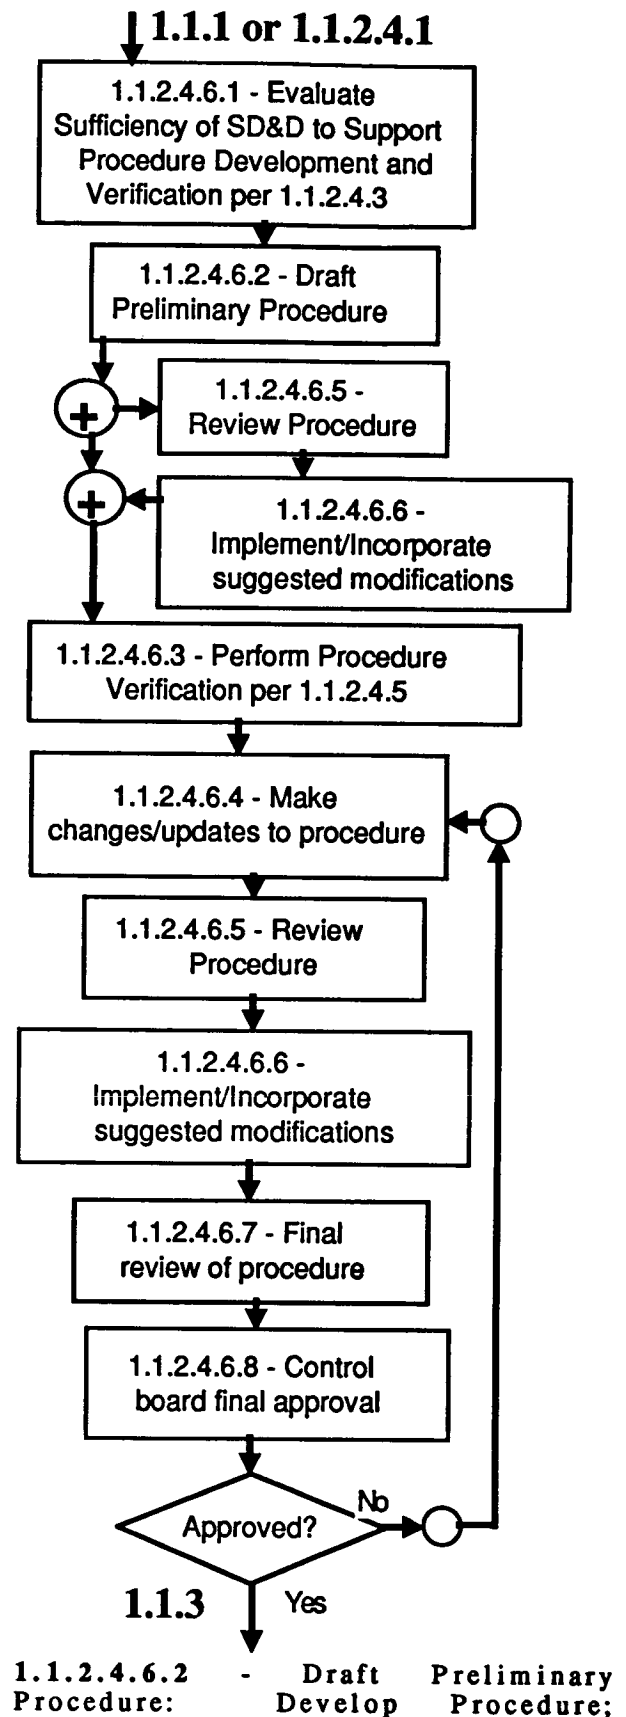 1.1.1 or 1.1.2.4.1
1.1.2.4.6.1 - Evaluate
Sufficiency of SD&D to Support
Procedure Development and
Verification per 1.1.2.4.3
1.1.2.4.6.2 - Draft
Preliminary Procedure
+
1.1.2.4.6.5 -
Review Procedure
+
1.1.2.4.6.6 -
Implement/Incorporate
suggested modifications
1.1.2.4.6.3 - Perform Procedure
Verification per 1.1.2.4.5
1.1.2.4.6.4 - Make
changes/updates to procedure
1.1.2.4.6.5 - Review
Procedure
1.1.2.4.6.6 -
Implement/Incorporate
suggested modifications
1.1.2.4.6.7 - Final
review of procedure
1.1.2.4.6.8 - Control
board final approval
No
Approved?
1.1.3 Yes
1.1.2.4.6.2 - Draft Preliminary
Procedure: Develop Procedure;